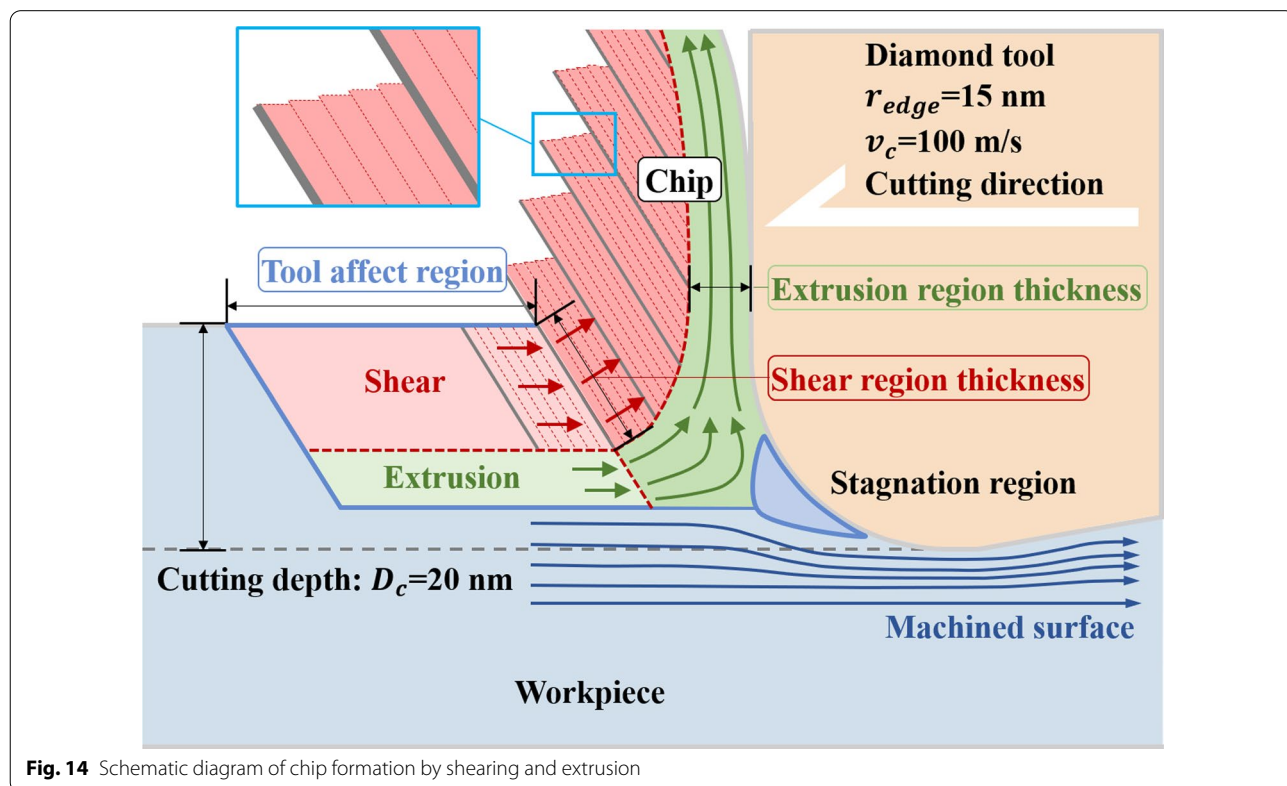 Diamond tool
r_edge=15 nm
v_c=100 m/s
Cutting direction
Chip
Tool affect region
Extrusion region thickness
Shear
Shear region thickness
Extrusion
Stagnation region
Cutting depth: D_c=20 nm
Machined surface
Workpiece
Fig. 14 Schematic diagram of chip formation by shearing and extrusion